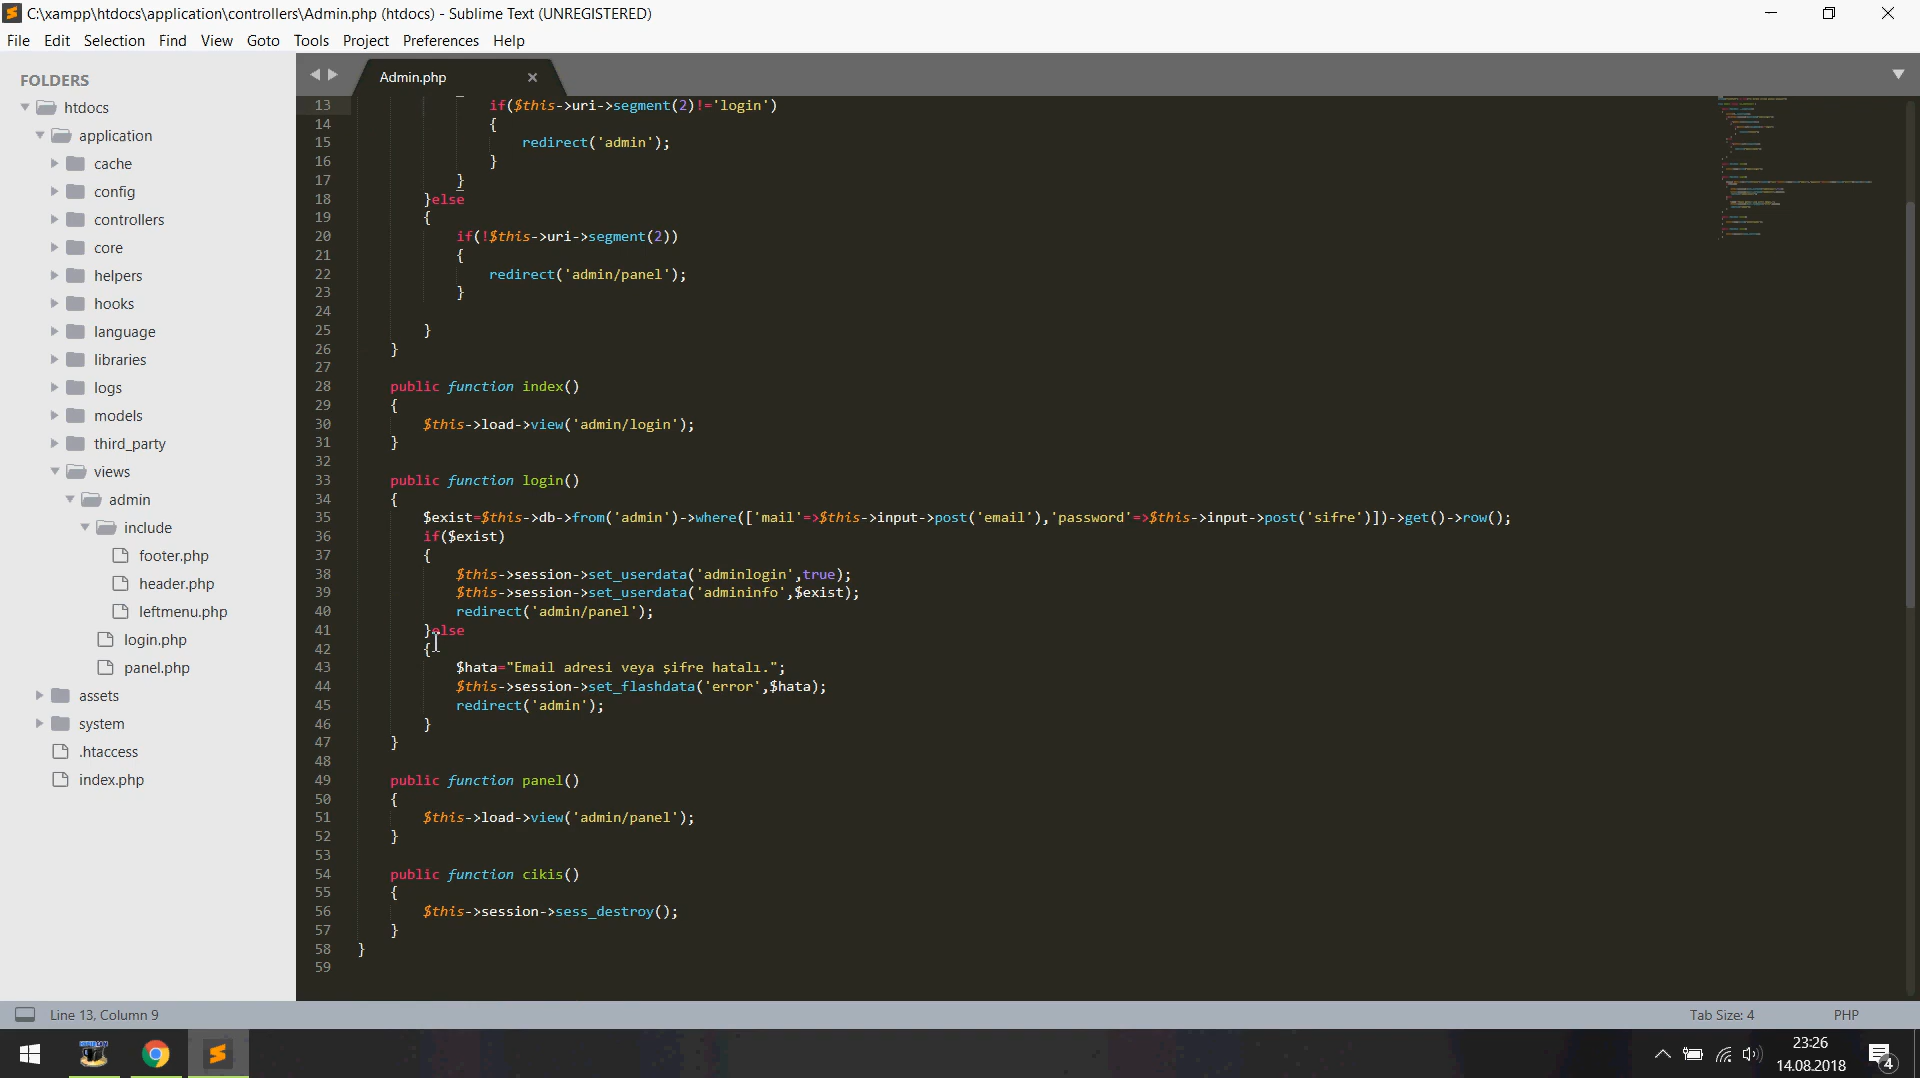 C:\xampp\htdocs\application\controllers\Admin.php (htdocs) - Sublime Text (UNREGISTERED)
File Edit Selection Find View Goto Tools Project Preferences Help
FOLDERS
htdocs
application
cache
config
controllers
core
helpers
hooks
language
libraries
logs
models
third_party
views
admin
include
footer.php
header.php
leftmenu.php
login.php
panel.php
assets
system
.htaccess
index.php
Admin.php
13 if($this->uri->segment(2)!='login')
14 {
15 redirect('admin');
16 }
17 }
18 }else
19 {
20 if(!$this->uri->segment(2))
21 {
22 redirect('admin/panel');
23 }
24
25 }
26 }
27
28 public function index()
29 {
30 $this->load->view('admin/login');
31 }
32
33 public function login()
34 {
35 $exist=$this->db->from('admin')->where(['mail'=>$this->input->post('email'),'password'=>$this->input->post('sifre')])->get()->row();
36 if($exist)
37 {
38 $this->session->set_userdata('adminlogin',true);
39 $this->session->set_userdata('admininfo',$exist);
40 redirect('admin/panel');
41 }else
42 {
43 $hata="Email adresi veya şifre hatalı.";
44 $this->session->set_flashdata('error',$hata);
45 redirect('admin');
46 }
47 }
48
49 public function panel()
50 {
51 $this->load->view('admin/panel');
52 }
53
54 public function cikis()
55 {
56 $this->session->sess_destroy();
57 }
58 }
59
Line 13, Column 9
Tab Size: 4 PHP
23:26
14.08.2018
4